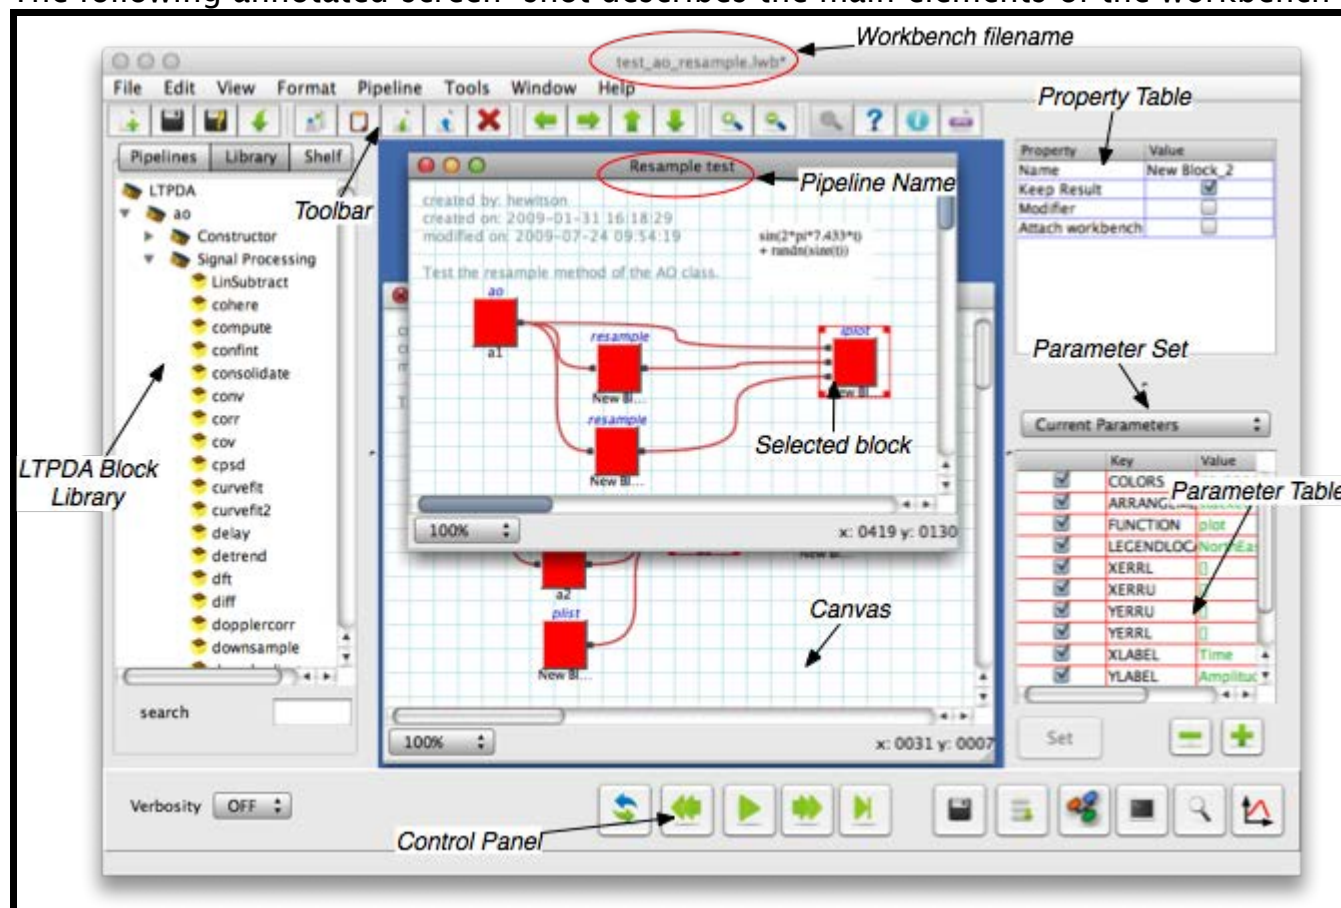 The following annotated screen-shot describes the main elements of the workbench
Workbench filename
test_ao_resample.lwb*
File Edit View Format Pipeline Tools Window Help
Property Table
Pipelines Library Shelf
Toolbar
LTPDA
ao
Constructor
Signal Processing
LinSubtract
cohere
compute
confint
consolidate
conv
corr
cov
cpsd
curvefit
curvefit2
delay
detrend
dft
diff
dopplercorr
downsample
LTPDA Block
Library
search
Resample test
Pipeline Name
created by: hewitson
created on: 2009-01-31 16:18:29
modified on: 2009-07-24 09:54:19
sin(2*pi*7.433*t)
+ randn(size(t))
Test the resample method of the AO class.
ao
a1
resample
New Bl...
resample
New Bl...
iplot
New Bl
Selected block
100%
x: 0419 y: 0130
a2
plist
New Bl...
Canvas
100%
x: 0031 y: 0007
Property Value
Name New Block_2
Keep Result
Modifier
Attach workbench
Parameter Set
Current Parameters
Key Value
COLORS
Parameter Table
FUNCTION plot
LEGENDLOCA NorthEas
XERRL []
XERRU []
YERRU []
YERRL []
XLABEL Time
YLABEL Amplituc
Set
Verbosity OFF
Control Panel